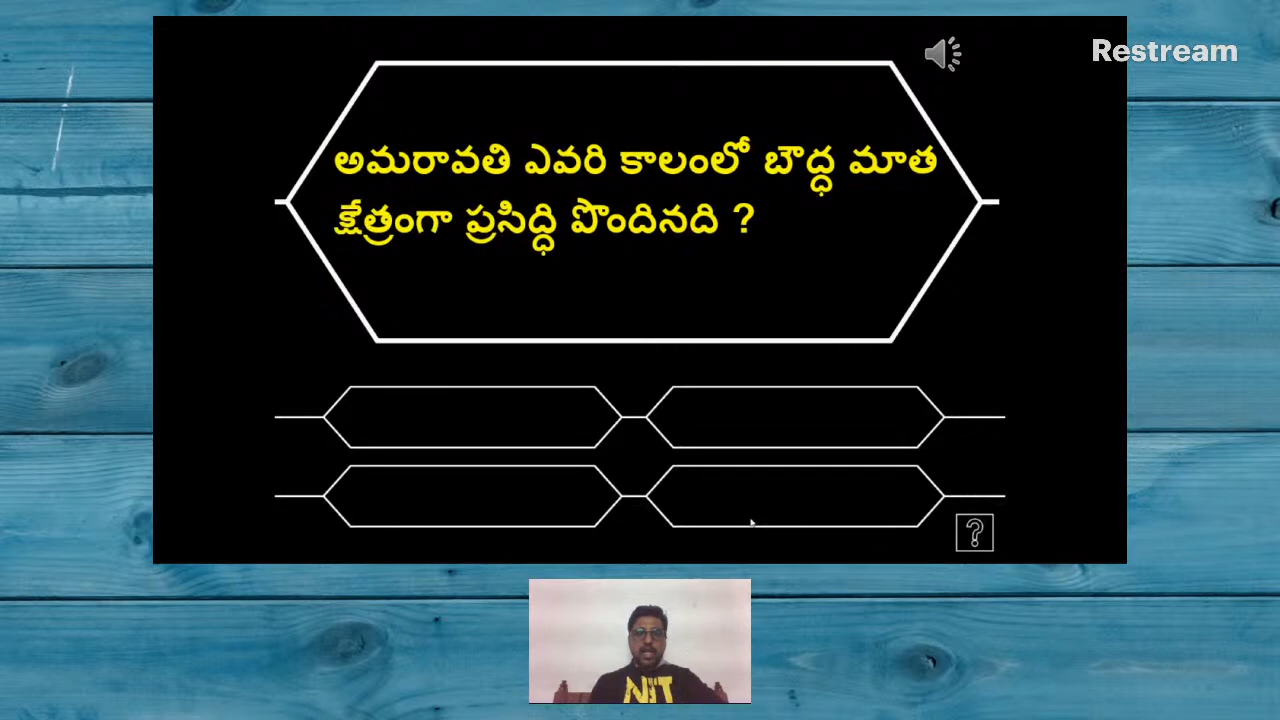 Restream
అమరావతి ఎవరి కాలంలో బౌద్ధ మాత
క్షేత్రంగా ప్రసిద్ధి పొందినది ?
?
NIT